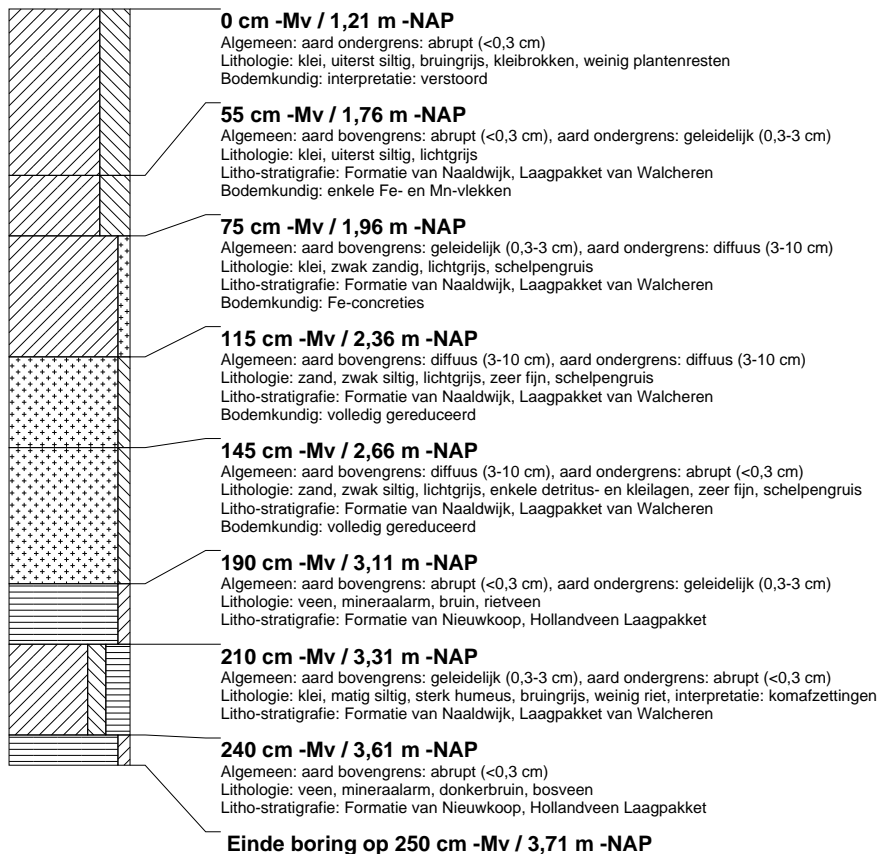 0 cm -Mv / 1,21 m -NAP
Algemeen: aard ondergrens: abrupt (<0,3 cm)
Lithologie: klei, uiterst siltig, bruingrijs, kleibrokken, weinig plantenresten
Bodemkundig: interpretatie: verstoord
55 cm -Mv / 1,76 m -NAP
Algemeen: aard bovengrens: abrupt (<0,3 cm), aard ondergrens: geleidelijk (0,3-3 cm)
Lithologie: klei, uiterst siltig, lichtgrijs
Litho-stratigrafie: Formatie van Naaldwijk, Laagpakket van Walcheren
Bodemkundig: enkele Fe- en Mn-vlekken
75 cm -Mv / 1,96 m -NAP
Algemeen: aard bovengrens: geleidelijk (0,3-3 cm), aard ondergrens: diffuus (3-10 cm)
Lithologie: klei, zwak zandig, lichtgrijs, schelpengruis
Litho-stratigrafie: Formatie van Naaldwijk, Laagpakket van Walcheren
Bodemkundig: Fe-concreties
115 cm -Mv / 2,36 m -NAP
Algemeen: aard bovengrens: diffuus (3-10 cm), aard ondergrens: diffuus (3-10 cm)
Lithologie: zand, zwak siltig, lichtgrijs, zeer fijn, schelpengruis
Litho-stratigrafie: Formatie van Naaldwijk, Laagpakket van Walcheren
Bodemkundig: volledig gereduceerd
145 cm -Mv / 2,66 m -NAP
Algemeen: aard bovengrens: diffuus (3-10 cm), aard ondergrens: abrupt (<0,3 cm)
Lithologie: zand, zwak siltig, lichtgrijs, enkele detritus- en kleilagen, zeer fijn, schelpengruis
Litho-stratigrafie: Formatie van Naaldwijk, Laagpakket van Walcheren
Bodemkundig: volledig gereduceerd
190 cm -Mv / 3,11 m -NAP
Algemeen: aard bovengrens: abrupt (<0,3 cm), aard ondergrens: geleidelijk (0,3-3 cm)
Lithologie: veen, mineraalarm, bruin, rietveen
Litho-stratigrafie: Formatie van Nieuwkoop, Hollandveen Laagpakket
210 cm -Mv / 3,31 m -NAP
Algemeen: aard bovengrens: geleidelijk (0,3-3 cm), aard ondergrens: abrupt (<0,3 cm)
Lithologie: klei, matig siltig, sterk humeus, bruingrijs, weinig riet, interpretatie: komafzettingen
Litho-stratigrafie: Formatie van Naaldwijk, Laagpakket van Walcheren
240 cm -Mv / 3,61 m -NAP
Algemeen: aard bovengrens: abrupt (<0,3 cm)
Lithologie: veen, mineraalarm, donkerbruin, bosveen
Litho-stratigrafie: Formatie van Nieuwkoop, Hollandveen Laagpakket
Einde boring op 250 cm -Mv / 3,71 m -NAP